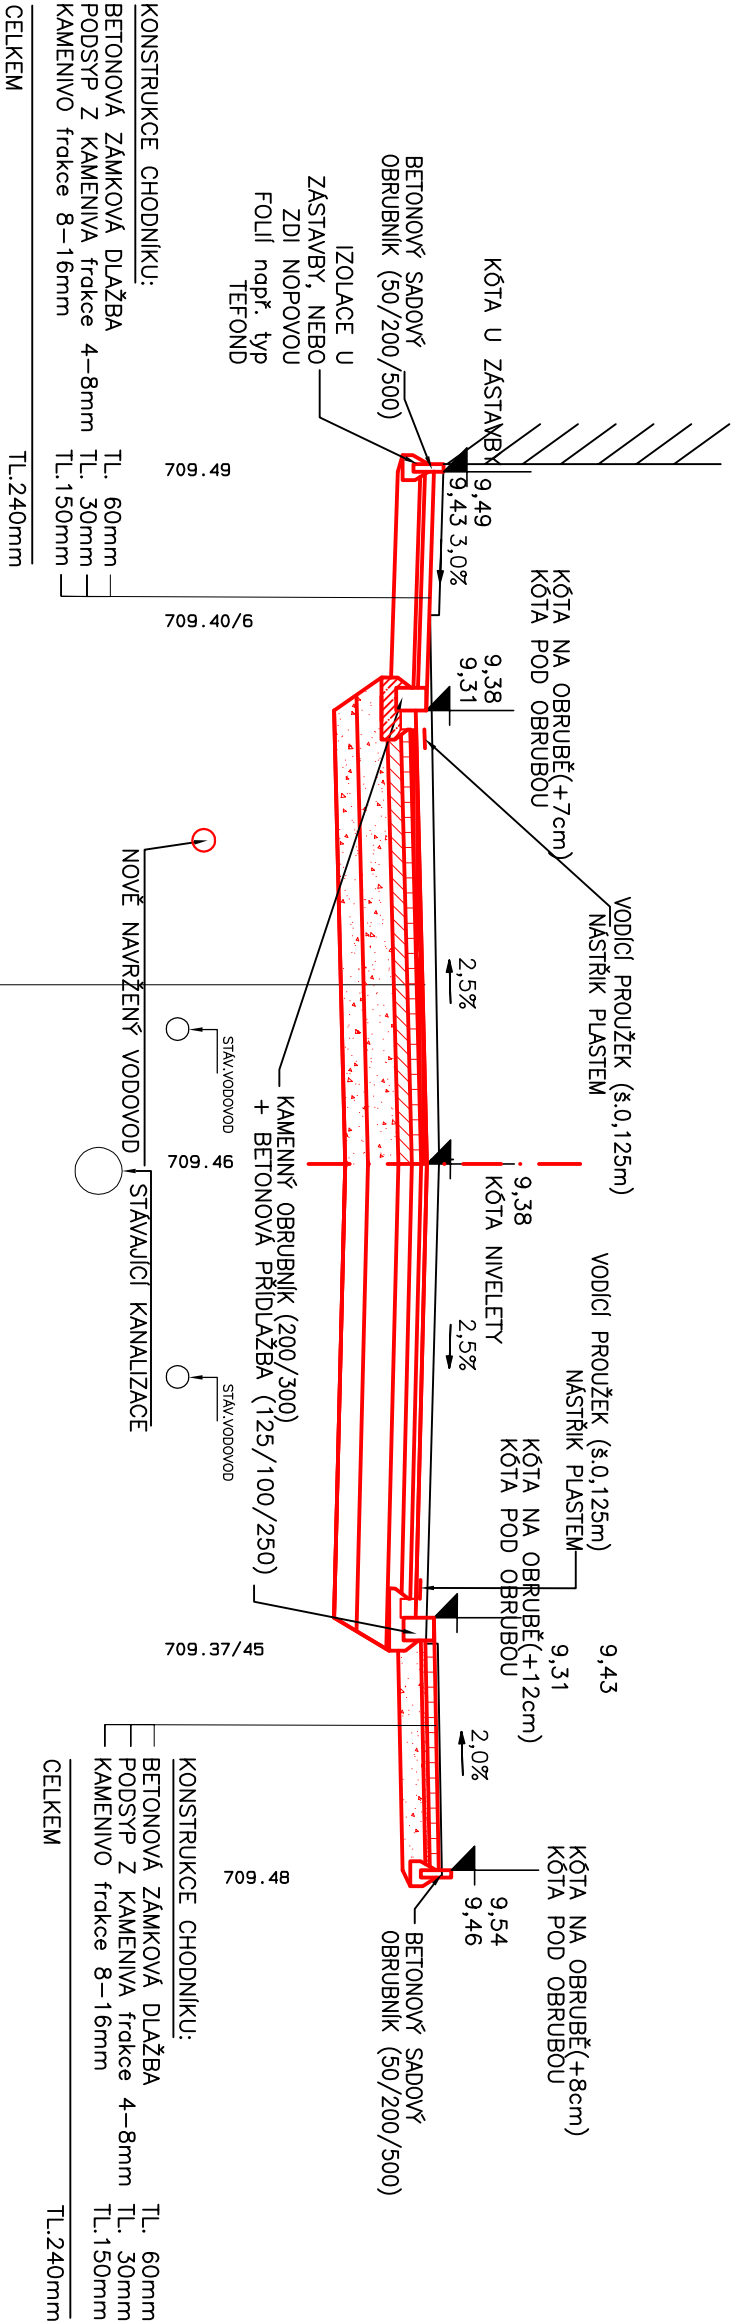 KÓTA U ZÁSTAVBY
BETONOVÝ SADOVÝ
OBRUBNÍK (50/200/500)
IZOLACE U
ZÁSTAVBY, NEBO
ZDI NOPOVOU
FOLIÍ např. typ
TEFOND
9,49
9,43
3,0%
KÓTA NA OBRUBĚ(+7cm)
KÓTA POD OBRUBOU
9,38
9,31
VODÍCÍ PROUŽEK (š.0,125m)
NÁSTŘIK PLASTEM
2,5%
9,38
KÓTA NIVELETY
2,5%
VODÍCÍ PROUŽEK (š.0,125m)
NÁSTŘIK PLASTEM
KÓTA NA OBRUBĚ(+12cm)
KÓTA POD OBRUBOU
9,43
9,31
2,0%
KÓTA NA OBRUBĚ(+8cm)
KÓTA POD OBRUBOU
9,54
9,46
BETONOVÝ SADOVÝ
OBRUBNÍK (50/200/500)
KAMENNÝ OBRUBNÍK (200/300)
+ BETONOVÁ PŘÍDLAŽBA (125/100/250)
STÁV.VODOVOD
STÁV.VODOVOD
709.49
709.40/6
709.46
709.37/45
709.48
NOVĚ NAVRŽENÝ VODOVOD
STÁVAJÍCÍ KANALIZACE
KONSTRUKCE CHODNÍKU:
BETONOVÁ ZÁMKOVÁ DLAŽBA TL. 60mm
PODSYP Z KAMENIVA frakce 4-8mm TL. 30mm
KAMENIVO frakce 8-16mm TL.150mm
CELKEM TL.240mm
KONSTRUKCE CHODNÍKU:
BETONOVÁ ZÁMKOVÁ DLAŽBA TL. 60mm
PODSYP Z KAMENIVA frakce 4-8mm TL. 30mm
KAMENIVO frakce 8-16mm TL.150mm
CELKEM TL.240mm